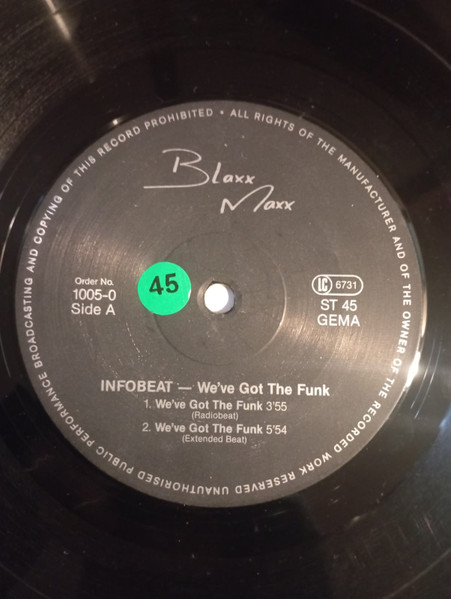 ALL RIGHTS OF THE MANUFACTURER AND OF THE OWNER OF THE RECORDED WORK RESERVED UNAUTHORISED PUBLIC PERFORMANCE BROADCASTING AND COPYING OF THIS RECORD PROHIBITED •
Blaxx
Maxx
Order No.
1005-0
Side A
45
LC 6731
ST 45
GEMA
INFOBEAT — We've Got The Funk
1. We've Got The Funk 3'55
(Radiobeat)
2. We've Got The Funk 5'54
(Extended Beat)